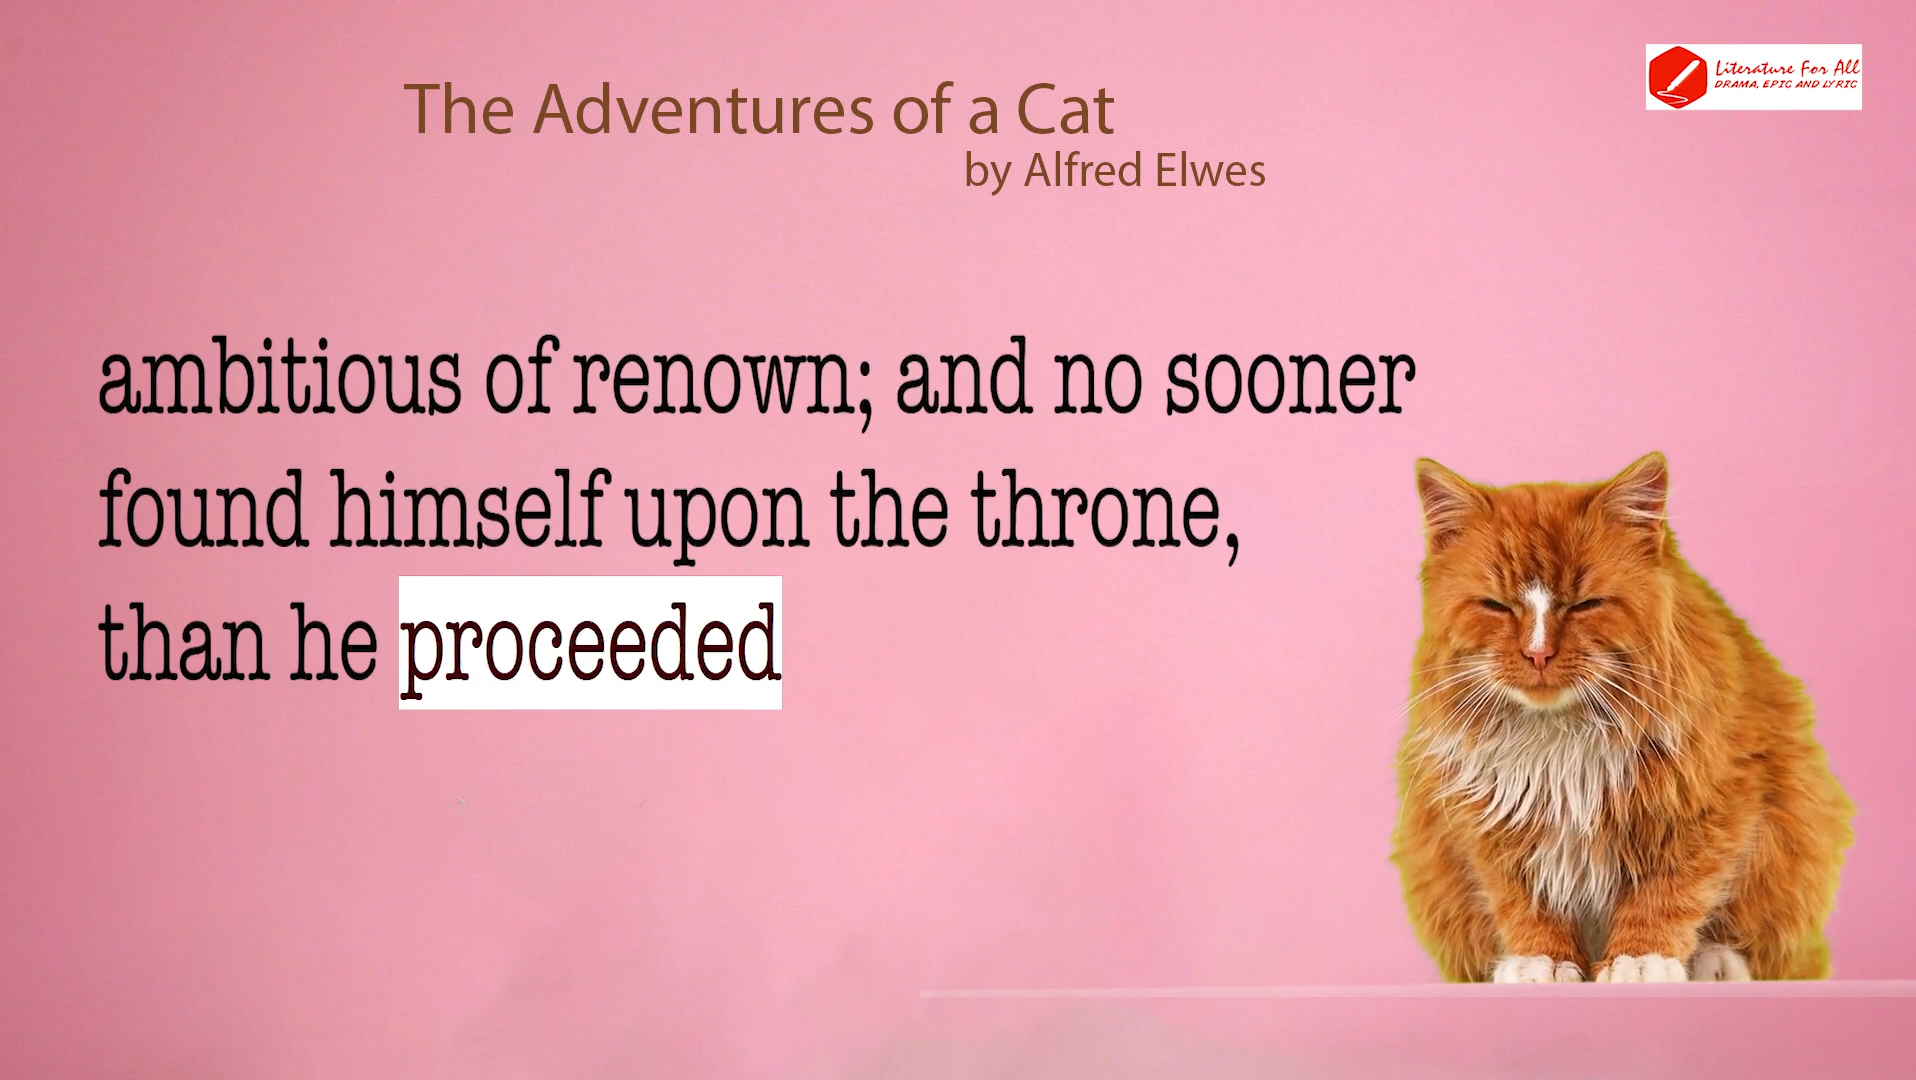 The Adventures of a Cat
by Alfred Elwes
Literature For All
DRAMA, EPIC AND LYRIC
ambitious of renown; and no sooner
found himself upon the throne,
than he proceeded